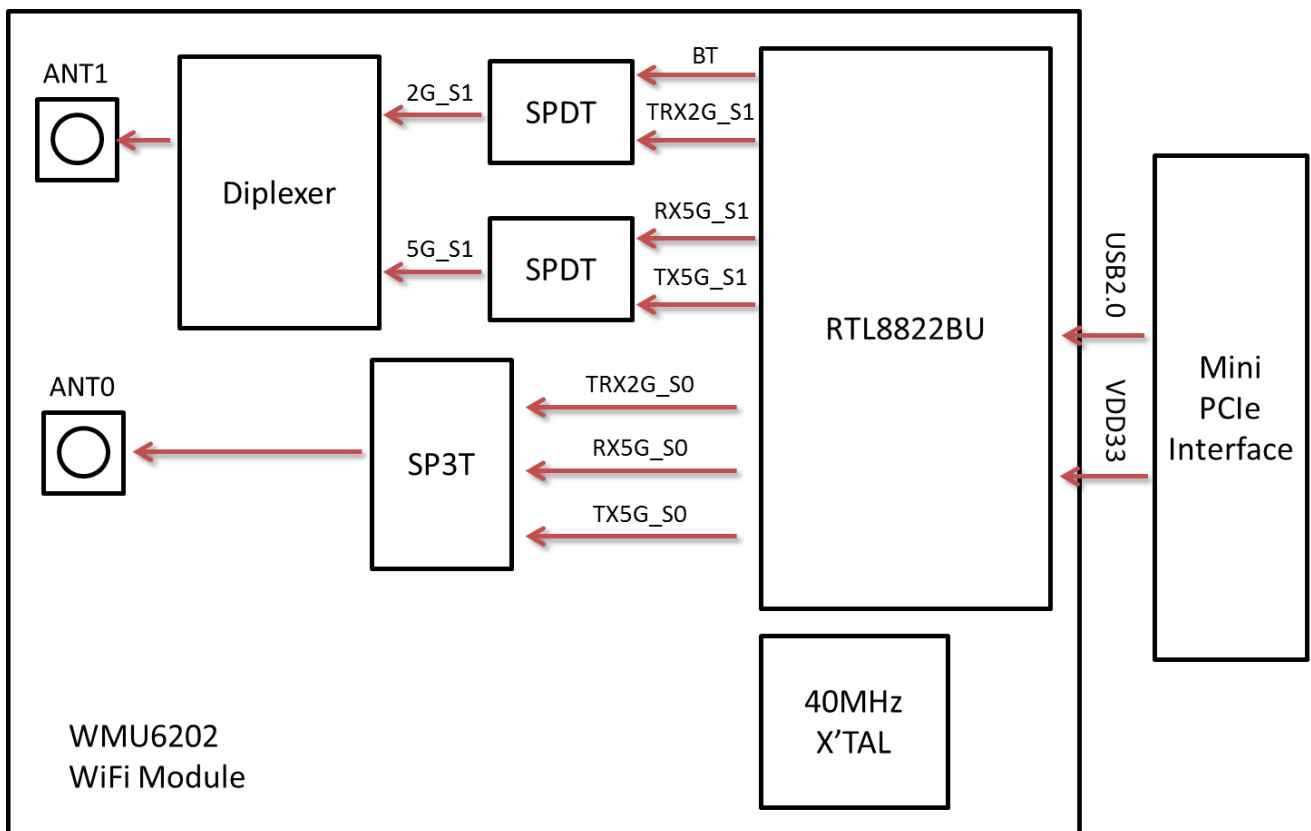 ANT1
Diplexer
2G_S1
SPDT
BT
TRX2G_S1
5G_S1
SPDT
RX5G_S1
TX5G_S1
RTL8822BU
USB2.0
VDD33
Mini
PCIe
Interface
ANT0
SP3T
TRX2G_S0
RX5G_S0
TX5G_S0
40MHz
X'TAL
WMU6202
WiFi Module